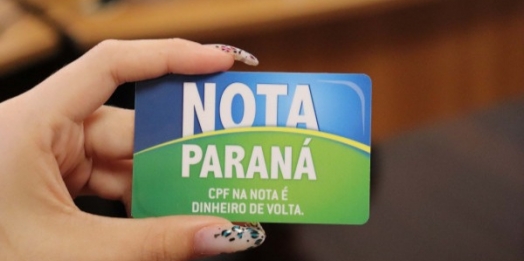 NOTA
PARANÁ
CPF NA NOTA É
DINHEIRO DE VOLTA.